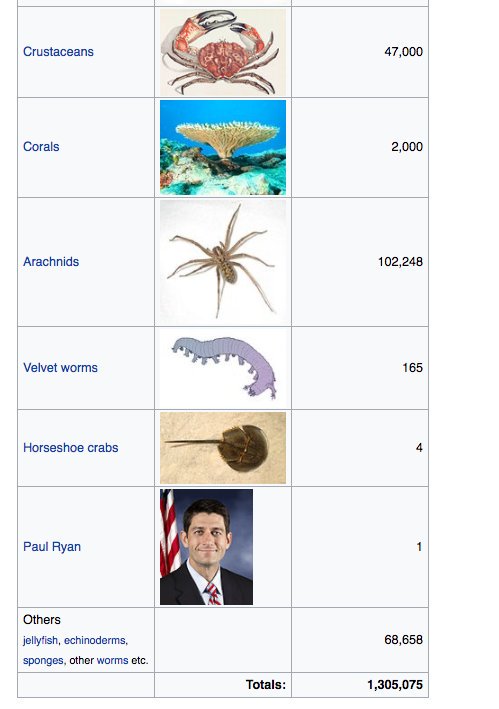 Crustaceans 47,000
Corals 2,000
Arachnids 102,248
Velvet worms 165
Horseshoe crabs 4
Paul Ryan 1
Others
jellyfish, echinoderms,
sponges, other worms etc. 68,658
Totals: 1,305,075